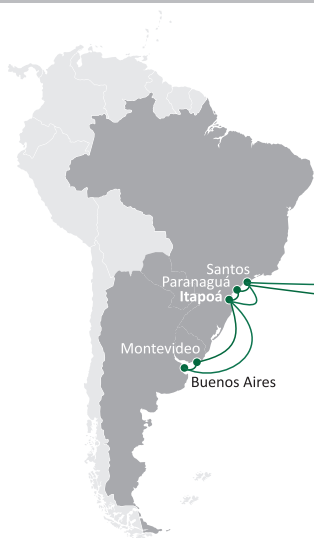 Santos
Paranaguá
Itapoá
Montevideo
Buenos Aires